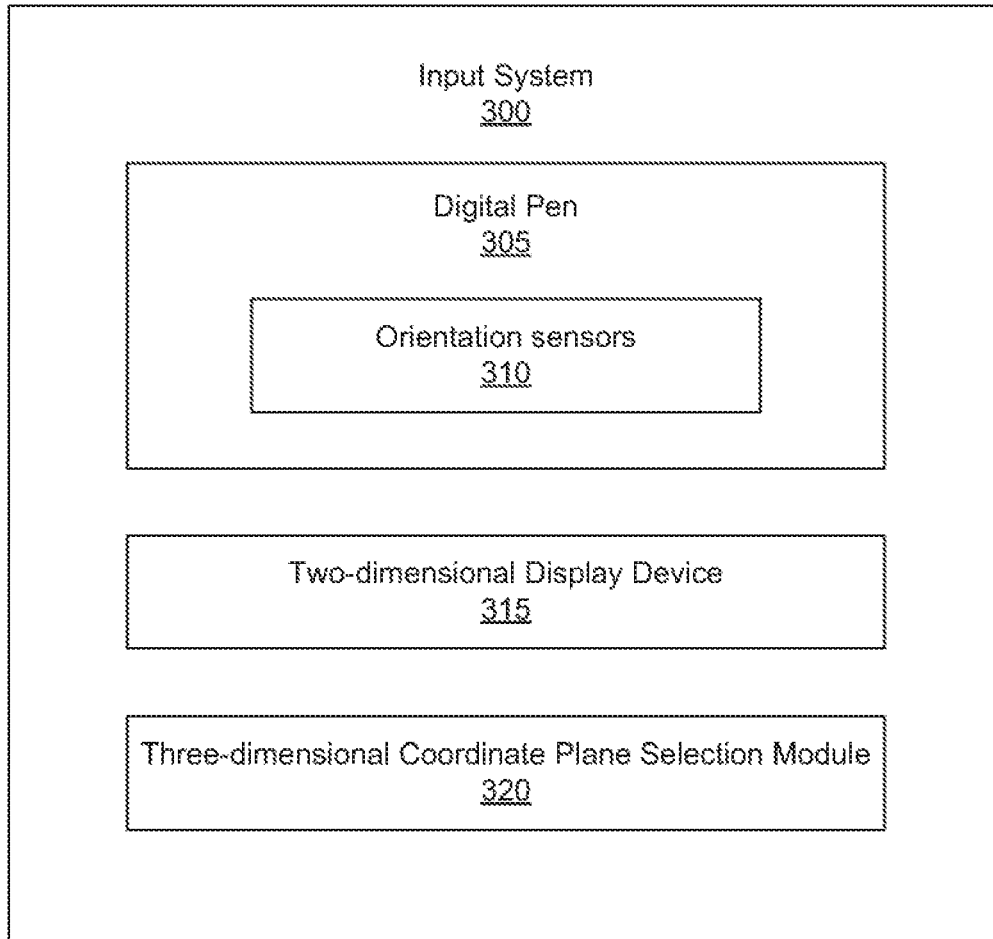 Input System
300
Digital Pen
305
Orientation sensors
310
Two-dimensional Display Device
315
Three-dimensional Coordinate Plane Selection Module
320